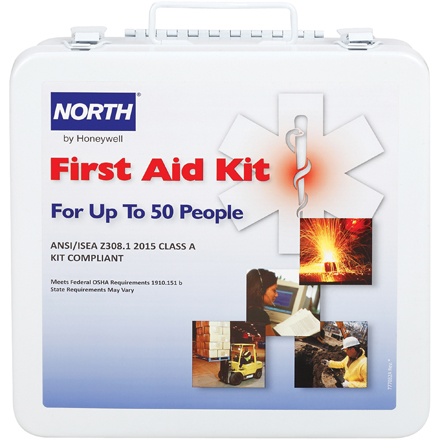 NORTH®
by Honeywell
First Aid Kit
For Up To 50 People
ANSI/ISEA Z308.1 2015 CLASS A
KIT COMPLIANT
Meets Federal OSHA Requirements 1910.151 b
State Requirements May Vary